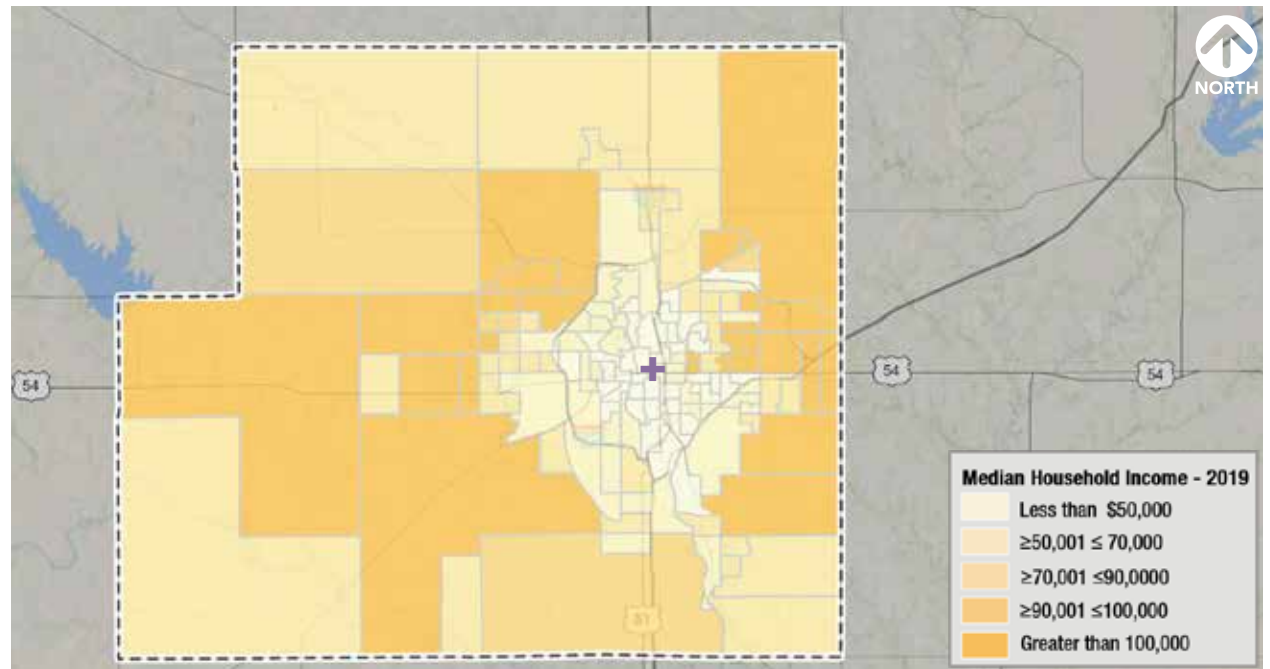 NORTH
54
54
54
Median Household Income - 2019
Less than $50,000
≥50,001 ≤ 70,000
≥70,001 ≤90,0000
≥90,001 ≤100,000
Greater than 100,000